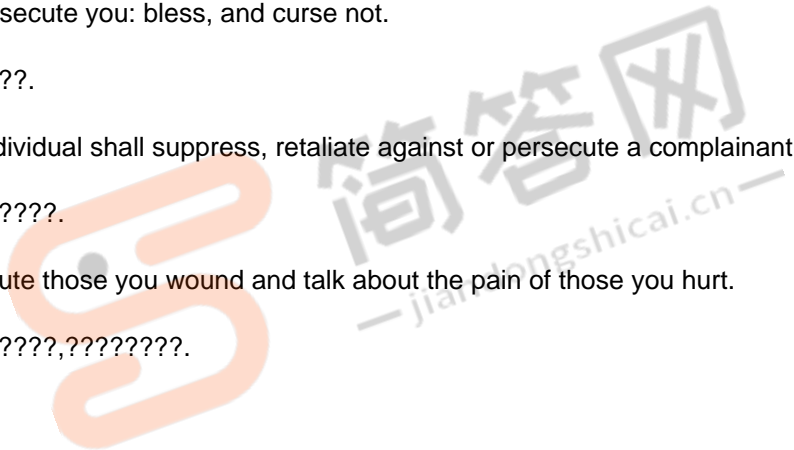 secute you: bless, and curse not.
??.
dividual shall suppress, retaliate against or persecute a complainant
????.
ute those you wound and talk about the pain of those you hurt.
????,????????.
简答网
jiandongshicai.cn